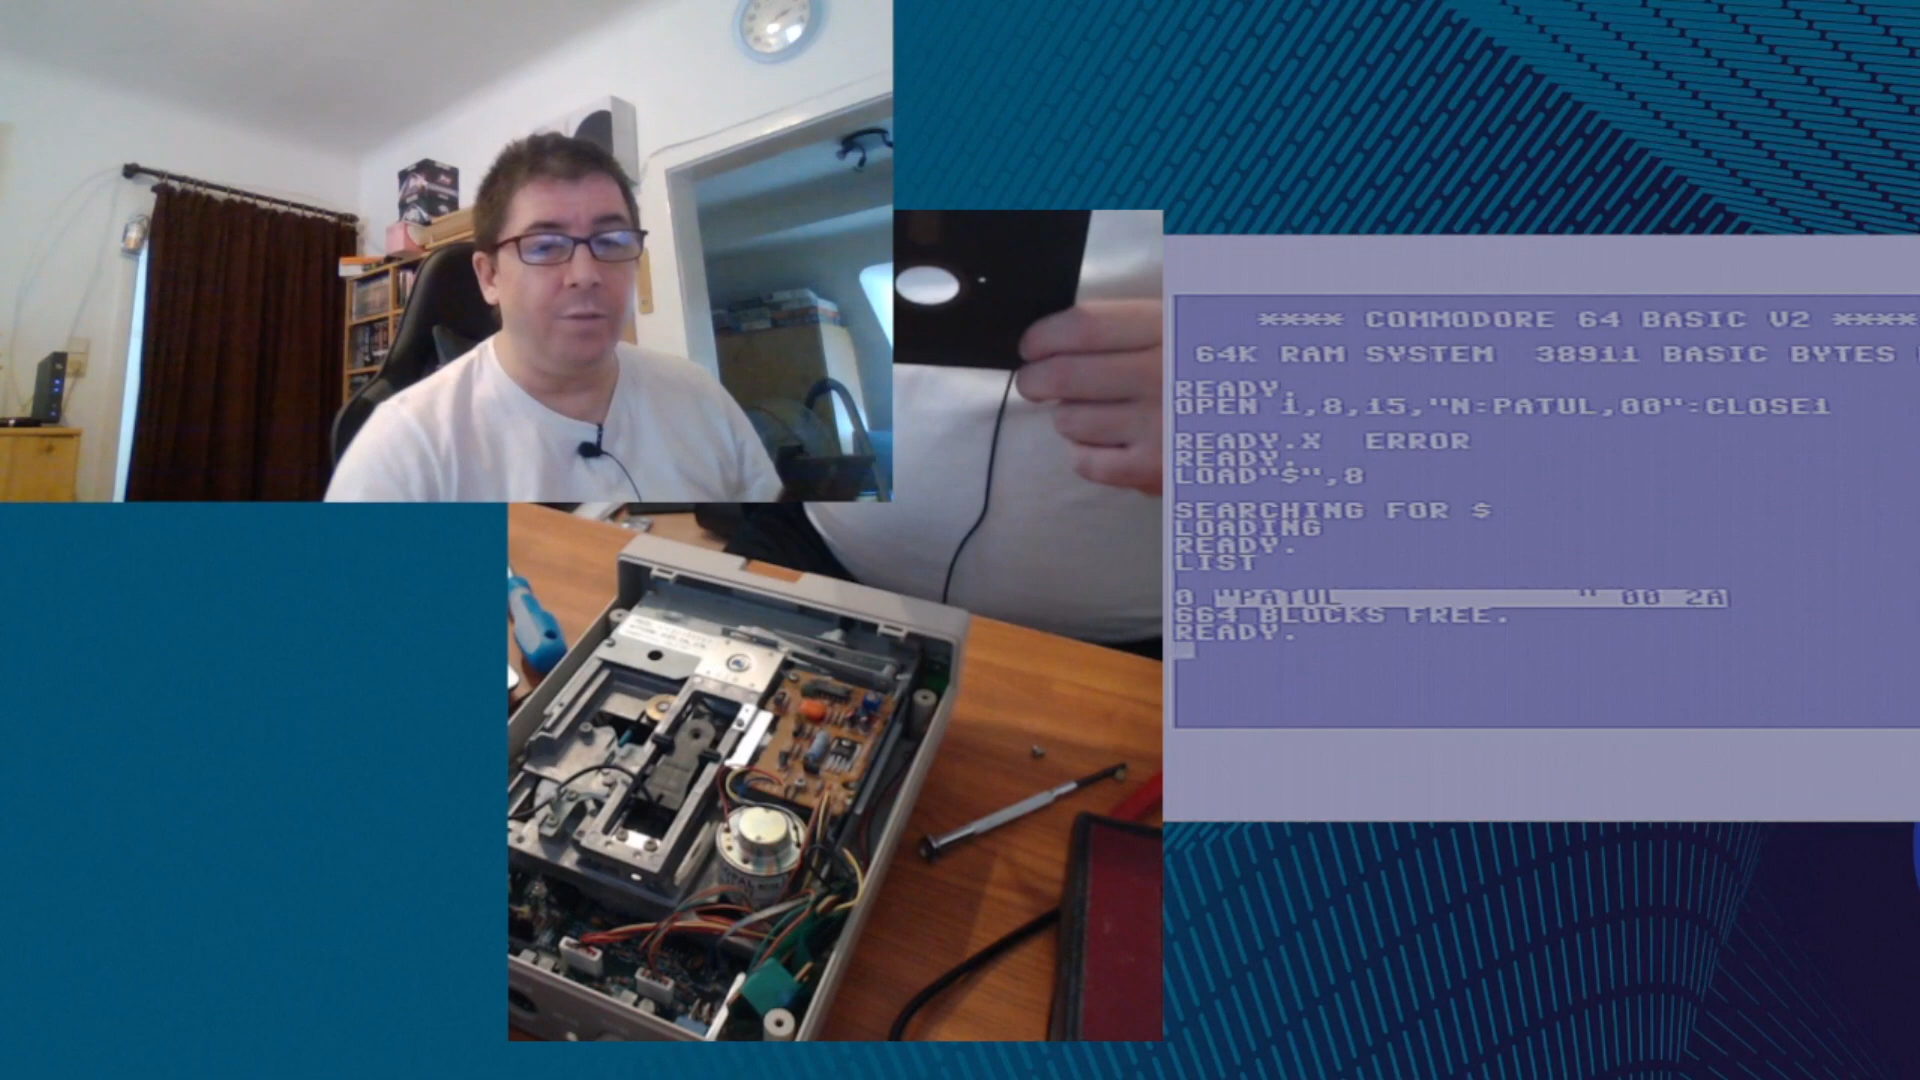 **** COMMODORE 64 BASIC V2 ****
64K RAM SYSTEM 38911 BASIC BYTES
READY.
OPEN 1,8,15,"N:PATUL,00":CLOSE1
READY.X ERROR
READY.
LOAD"$",8
SEARCHING FOR $
LOADING
READY.
LIST
0 "PATUL " 00 2A
664 BLOCKS FREE.
READY.